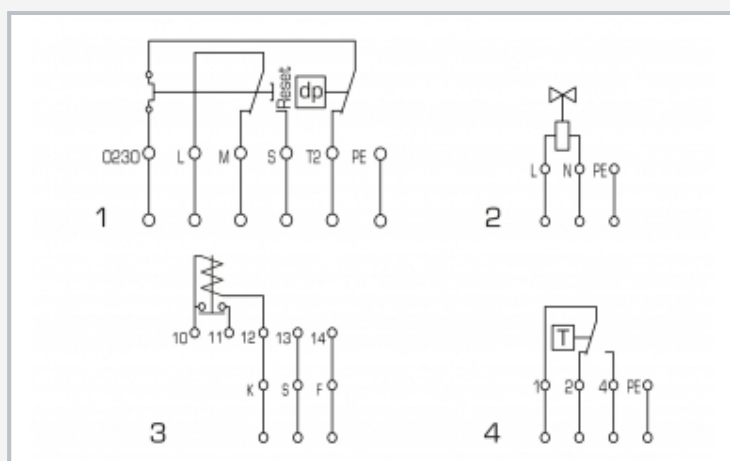 Reset
dp
0230 L M S T2 PE
1
L N PE
2
10 11 12 13 14
K S F
3
T
1 2 4 PE
4